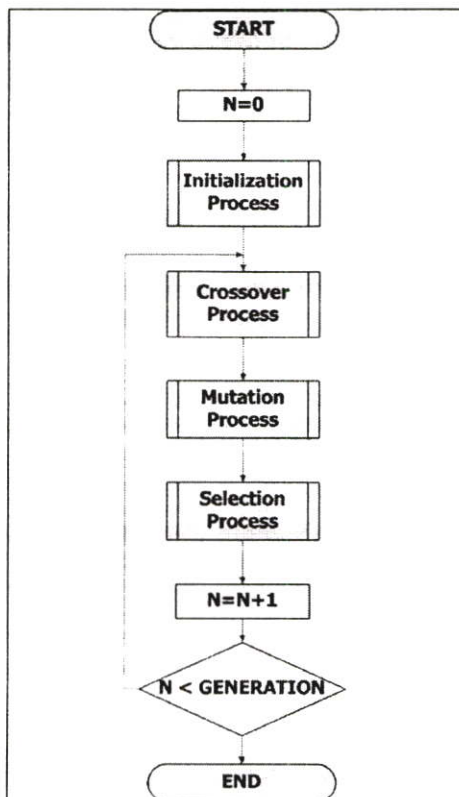 START
N=0
Initialization
Process
Crossover
Process
Mutation
Process
Selection
Process
N=N+1
N < GENERATION
END